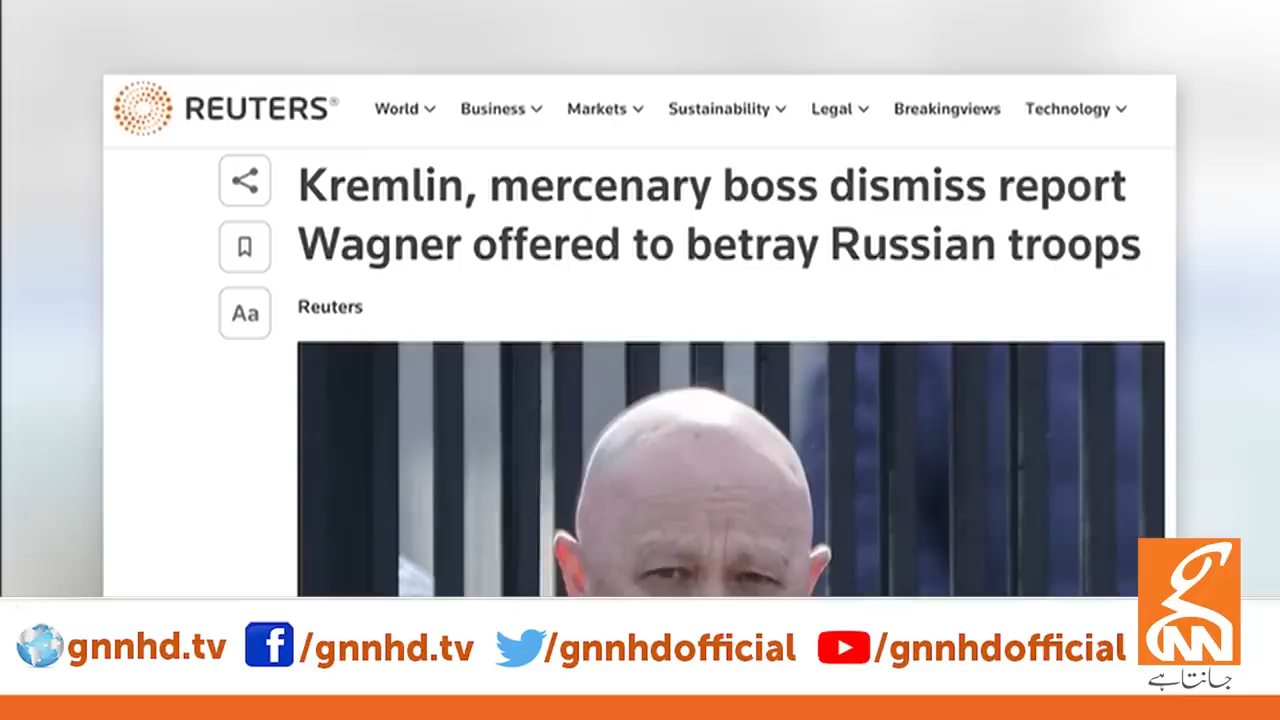 REUTERS®
World Business Markets Sustainability Legal Breakingviews Technology
Kremlin, mercenary boss dismiss report
Wagner offered to betray Russian troops
Aa
Reuters
gnnhd.tv /gnnhd.tv /gnnhdofficial /gnnhdofficial
GNN
جانتا ہے